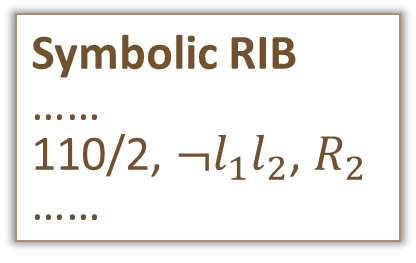 Symbolic RIB
……
110/2, ¬l₁l₂, R₂
……